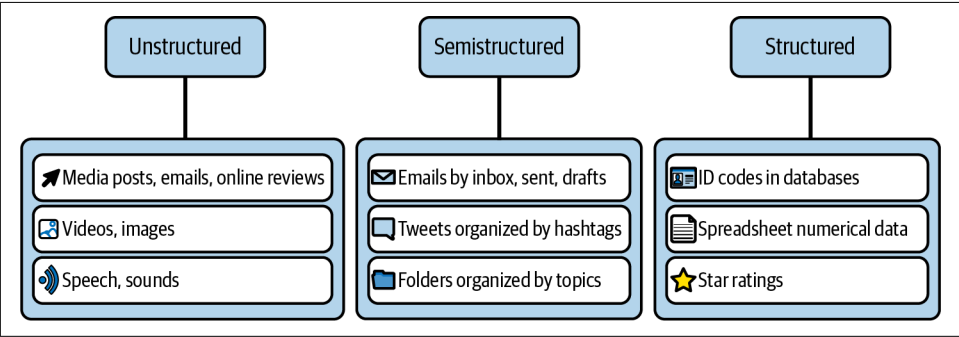 Unstructured
Semistructured
Structured
Media posts, emails, online reviews
Videos, images
Speech, sounds
Emails by inbox, sent, drafts
Tweets organized by hashtags
Folders organized by topics
ID codes in databases
Spreadsheet numerical data
Star ratings